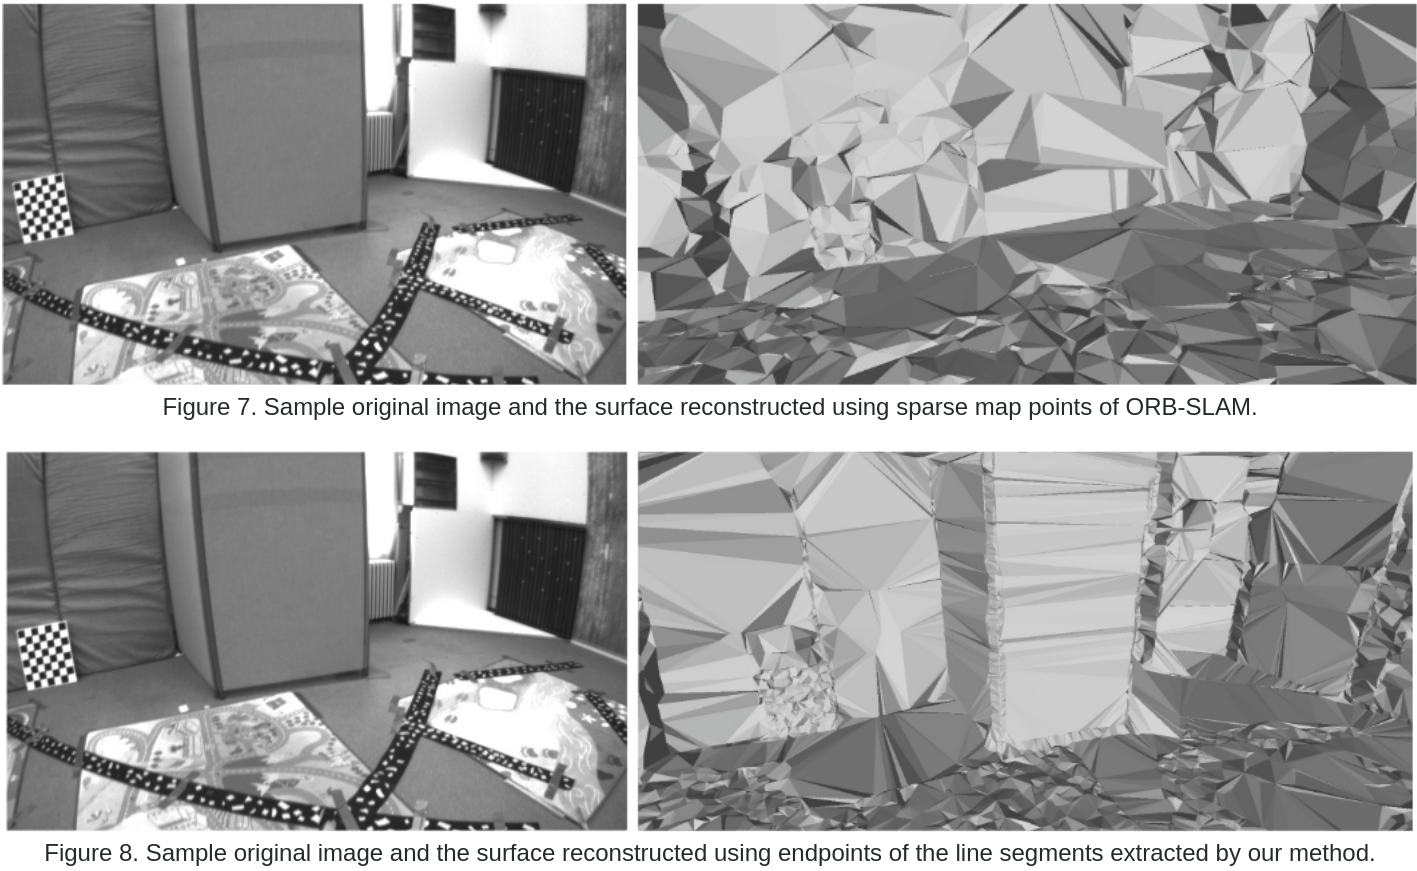 Figure 7. Sample original image and the surface reconstructed using sparse map points of ORB-SLAM.
Figure 8. Sample original image and the surface reconstructed using endpoints of the line segments extracted by our method.